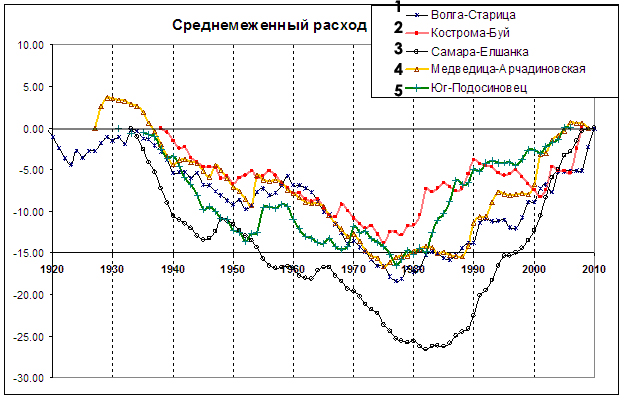 Среднемеженный расход
1 Волга-Старица
2 Кострома-Буй
3 Самара-Елшанка
4 Медведица-Арчадиновская
5 Юг-Подосиновец
10.00
5.00
0.00
-5.00
-10.00
-15.00
1920 1930 1940 1950 1960 1970 1980 1990 2000 2010
-20.00
-25.00
-30.00